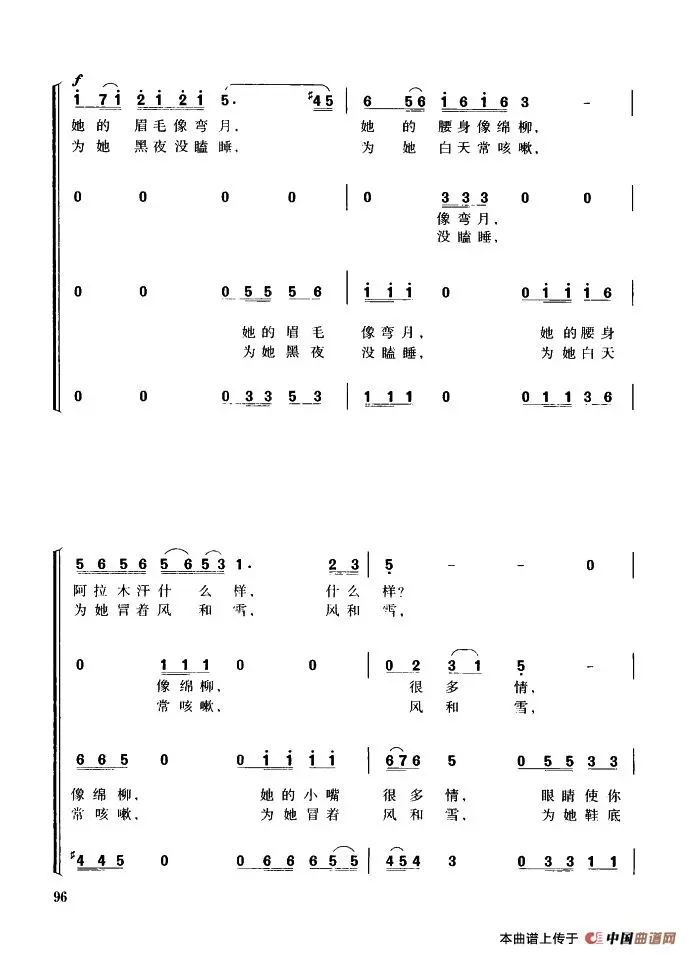 f
i 7 i 2 i 2 i 5. #4 5 | 6 5 6 i 6 i 6 3 –
她的 眉毛像弯月, 她 的 腰身像绵柳,
为她 黑夜没瞌睡, 为 她 白天常咳嗽,
0 0 0 0 | 0 3 3 3 0 0
像弯月,
没瞌睡,
0 0 0 5 5 5 6 | i i i 0 0 i i i 6
她的眉毛 像弯月, 她的腰身
为她黑夜 没瞌睡, 为她白天
0 0 0 3 3 5 3 | 1 1 1 0 0 1 1 3 6
5 6 5 6 5 6 5 3 1. 2 3 | 5 – – 0
阿拉木汗什 么 样, 什么样?
为她冒着风 和 雪, 风和雪,
0 1 1 1 0 0 | 0 2 3 1 5 –
像绵柳, 很 多 情,
常咳嗽, 风 和 雪,
6 6 5 0 0 i i i i | 6 7 6 5 0 5 5 3 3
像绵柳, 她的小嘴 很多情, 眼睛使你
常咳嗽, 为她冒着 风和雪, 为她鞋底
#4 4 5 0 0 6 6 6 5 5 | 4 5 4 3 0 3 3 1 1
96
本曲谱上传于 中国曲谱网